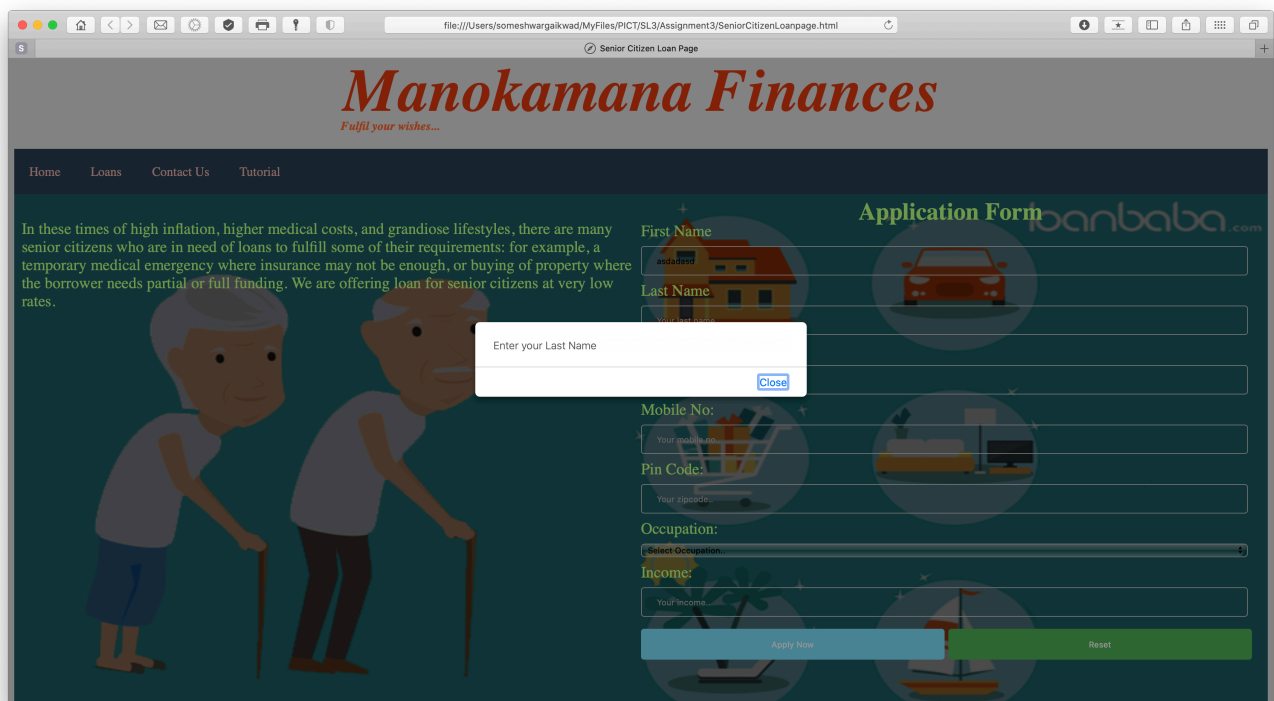 file:///Users/someshwargaikwad/MyFiles/PICT/SL3/Assignment3/SeniorCitizenLoanpage.html
S
Senior Citizen Loan Page
Manokamana Finances
Fulfil your wishes...
Home Loans Contact Us Tutorial
In these times of high inflation, higher medical costs, and grandiose lifestyles, there are many
senior citizens who are in need of loans to fulfill some of their requirements: for example, a
temporary medical emergency where insurance may not be enough, or buying of property where
the borrower needs partial or full funding. We are offering loan for senior citizens at very low
rates.
loanbaba.com
Application Form
First Name
asdadasd
Last Name
Your last name..
Enter your Last Name
Close
Mobile No:
Your mobile no..
Pin Code:
Your zipcode..
Occupation:
Select Occupation..
Income:
Your income..
Apply Now Reset